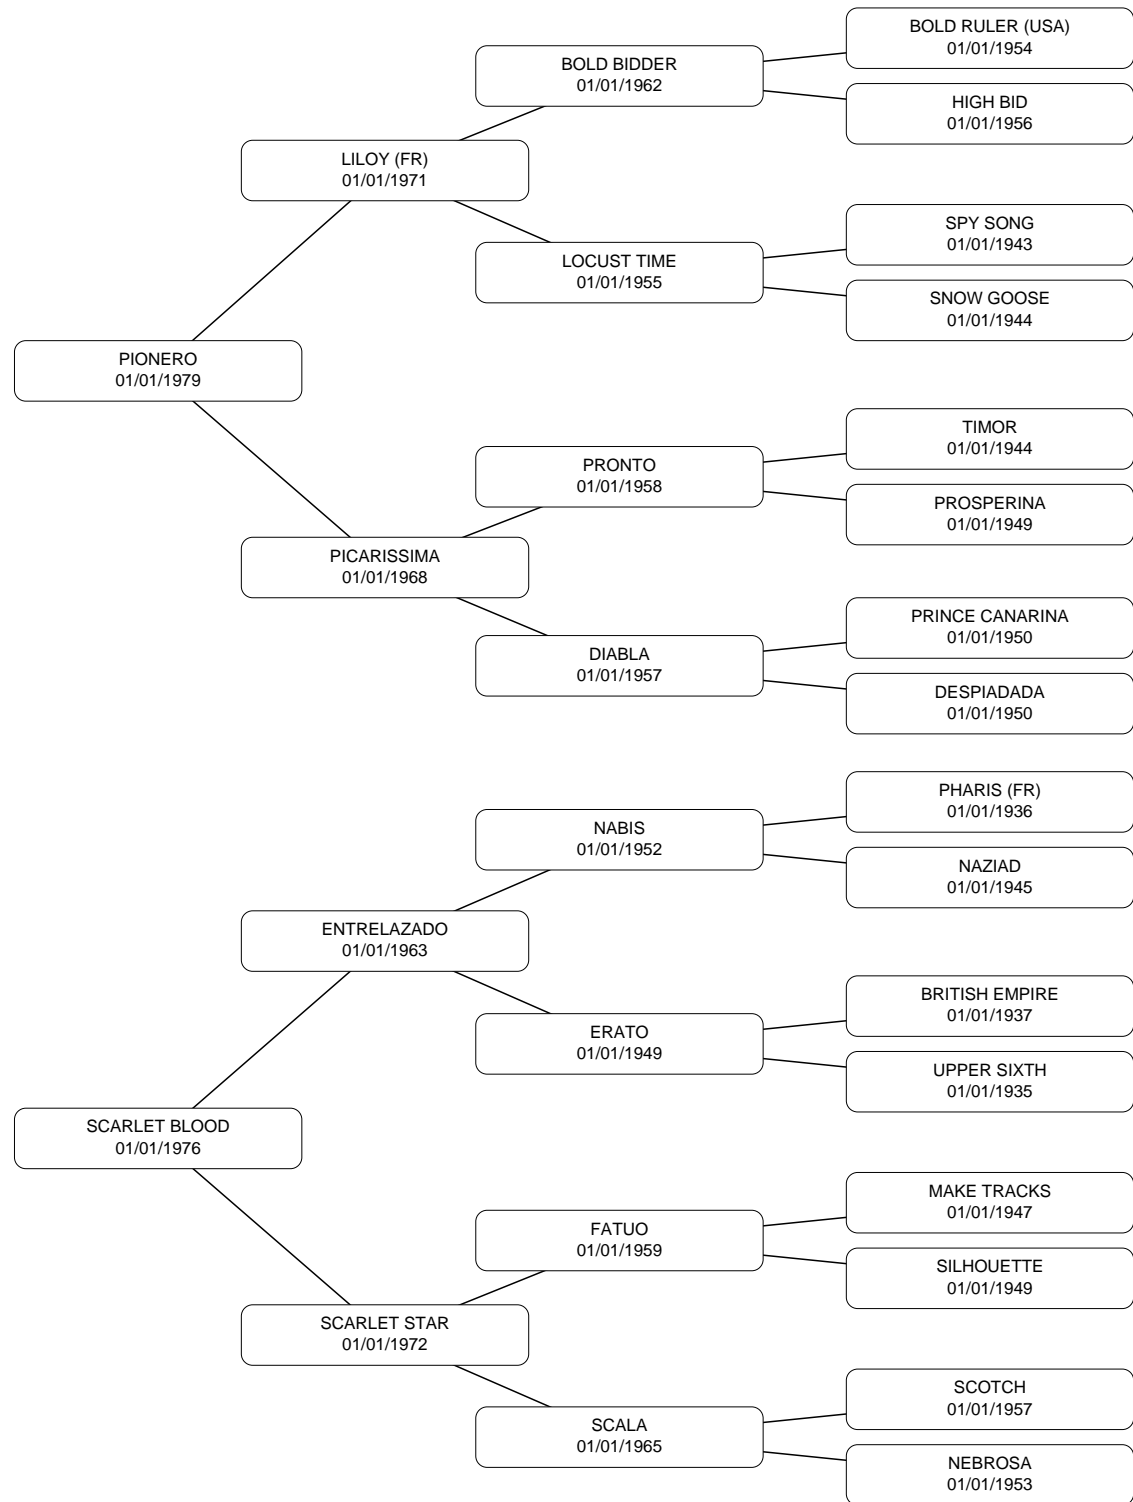 BOLD RULER (USA)
01/01/1954
BOLD BIDDER
01/01/1962
HIGH BID
01/01/1956
LILOY (FR)
01/01/1971
SPY SONG
01/01/1943
LOCUST TIME
01/01/1955
SNOW GOOSE
01/01/1944
PIONERO
01/01/1979
TIMOR
01/01/1944
PRONTO
01/01/1958
PROSPERINA
01/01/1949
PICARISSIMA
01/01/1968
PRINCE CANARINA
01/01/1950
DIABLA
01/01/1957
DESPIADADA
01/01/1950
PHARIS (FR)
01/01/1936
NABIS
01/01/1952
NAZIAD
01/01/1945
ENTRELAZADO
01/01/1963
BRITISH EMPIRE
01/01/1937
ERATO
01/01/1949
UPPER SIXTH
01/01/1935
SCARLET BLOOD
01/01/1976
MAKE TRACKS
01/01/1947
FATUO
01/01/1959
SILHOUETTE
01/01/1949
SCARLET STAR
01/01/1972
SCOTCH
01/01/1957
SCALA
01/01/1965
NEBROSA
01/01/1953